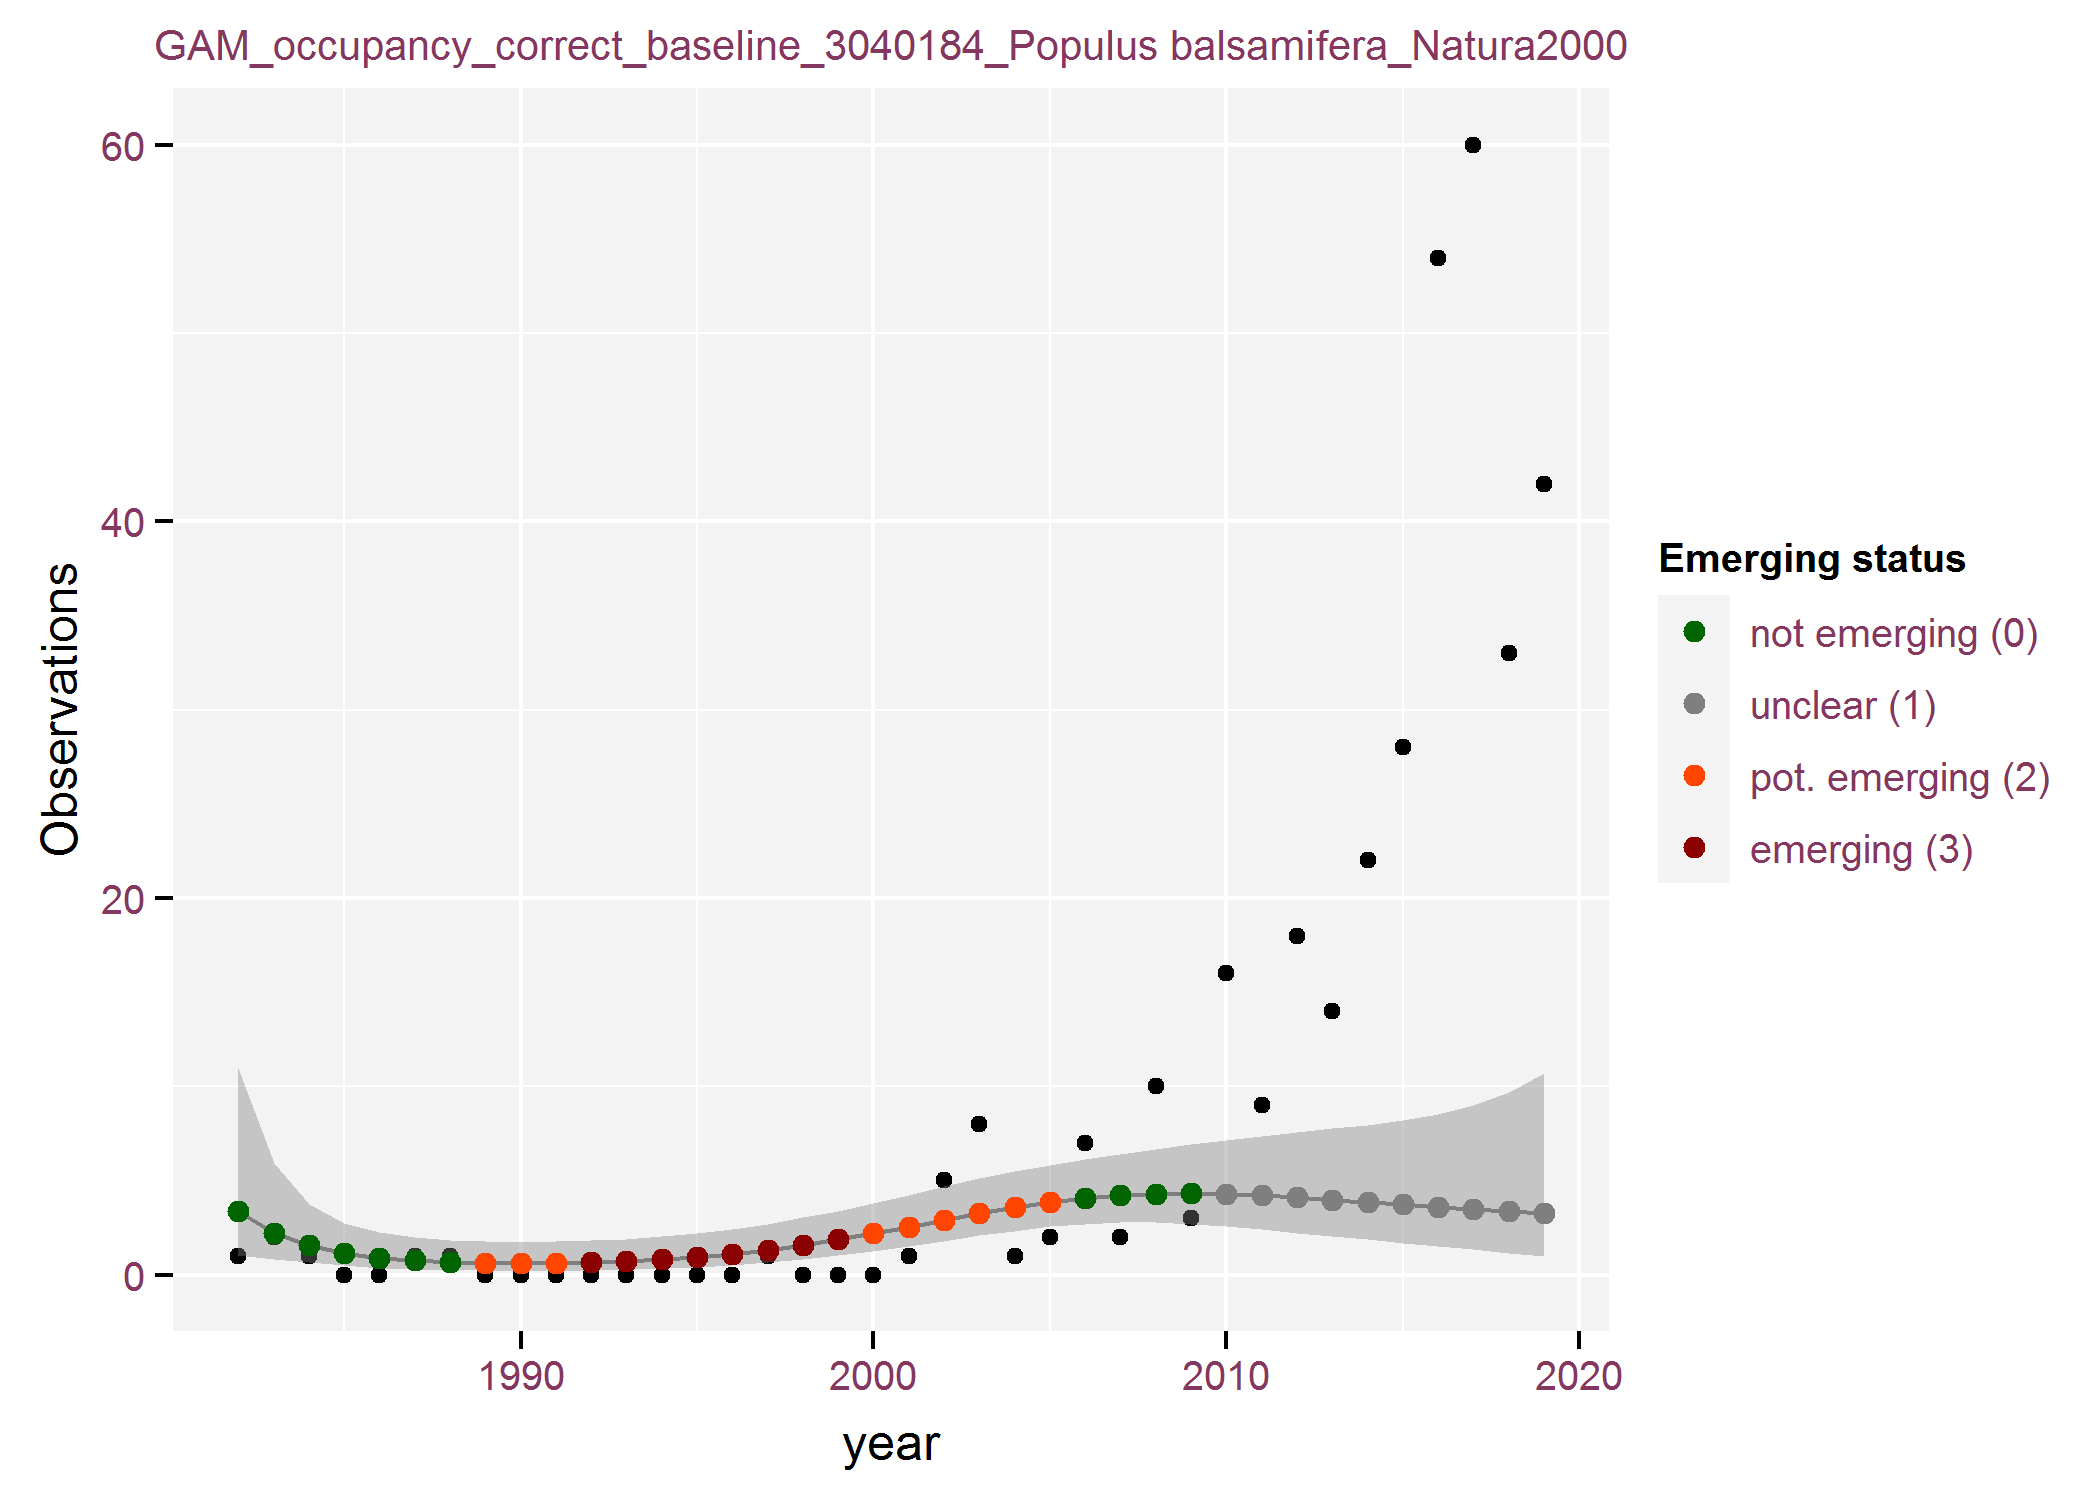 GAM_occupancy_correct_baseline_3040184_Populus balsamifera_Natura2000
60
40
20
0
Observations
1990 2000 2010 2020
year
Emerging status
not emerging (0)
unclear (1)
pot. emerging (2)
emerging (3)